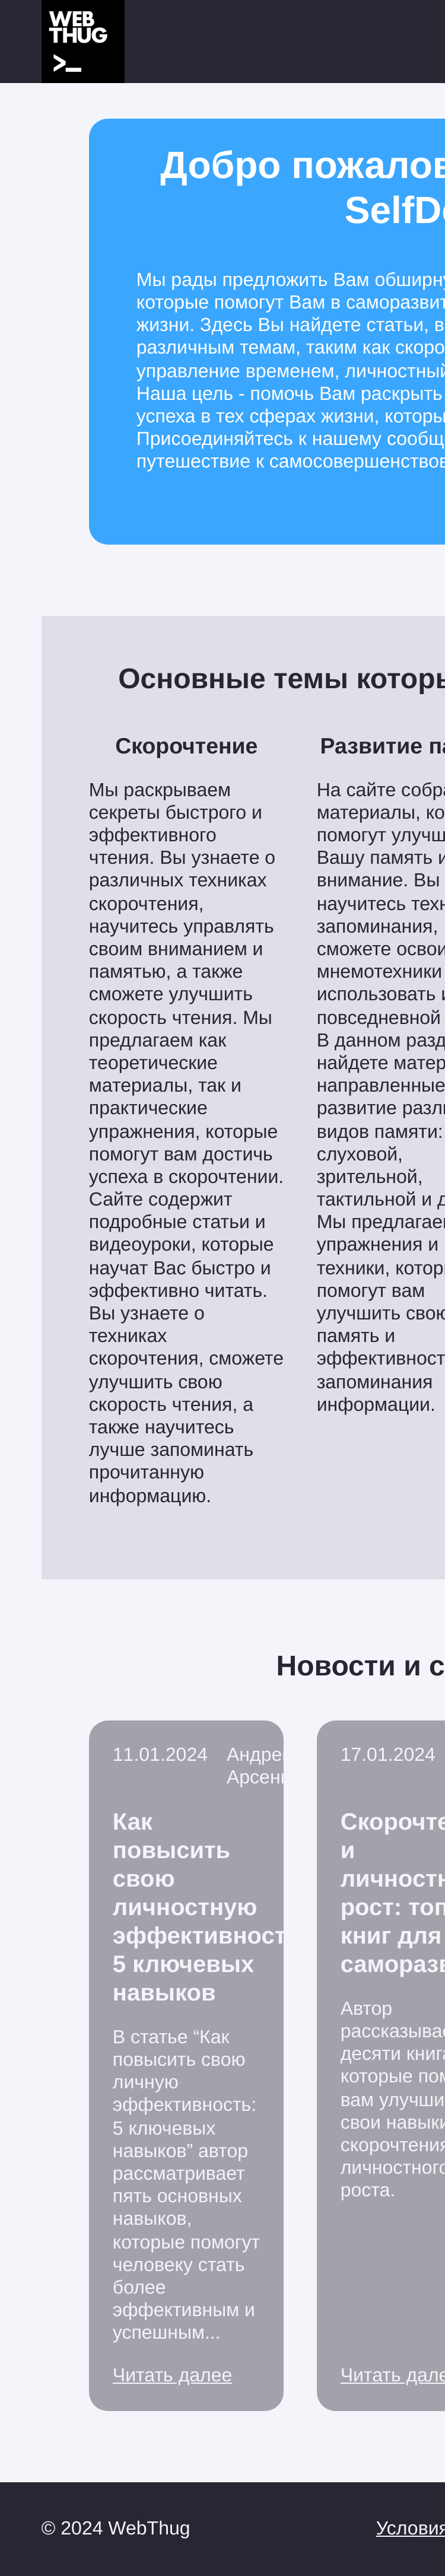 WEB
THUG
>_
Добро пожалов
SelfD
Мы рады предложить Вам обширну
которые помогут Вам в саморазвит
жизни. Здесь Вы найдете статьи, в
различным темам, таким как скоро
управление временем, личностный
Наша цель - помочь Вам раскрыть
успеха в тех сферах жизни, которы
Присоединяйтесь к нашему сообщ
путешествие к самосовершенствов
Основные темы которы
Скорочтение
Мы раскрываем
секреты быстрого и
эффективного
чтения. Вы узнаете о
различных техниках
скорочтения,
научитесь управлять
своим вниманием и
памятью, а также
сможете улучшить
скорость чтения. Мы
предлагаем как
теоретические
материалы, так и
практические
упражнения, которые
помогут вам достичь
успеха в скорочтении.
Сайте содержит
подробные статьи и
видеоуроки, которые
научат Вас быстро и
эффективно читать.
Вы узнаете о
техниках
скорочтения, сможете
улучшить свою
скорость чтения, а
также научитесь
лучше запоминать
прочитанную
информацию.
Развитие па
На сайте собра
материалы, ко
помогут улучш
Вашу память и
внимание. Вы
научитесь техн
запоминания,
сможете освои
мнемотехники
использовать и
повседневной
В данном разд
найдете матер
направленные
развитие разли
видов памяти:
слуховой,
зрительной,
тактильной и д
Мы предлагаем
упражнения и
техники, котор
помогут вам
улучшить свою
память и
эффективност
запоминания
информации.
Новости и с
11.01.2024
Андре
Арсень
Как
повысить
свою
личностную
эффективност
5 ключевых
навыков
В статье “Как
повысить свою
личную
эффективность:
5 ключевых
навыков” автор
рассматривает
пять основных
навыков,
которые помогут
человеку стать
более
эффективным и
успешным...
Читать далее
17.01.2024
Скорочте
и
личностн
рост: топ
книг для
саморазв
Автор
рассказывае
десяти книга
которые пом
вам улучши
свои навыки
скорочтения
личностного
роста.
Читать дале
© 2024 WebThug
Условия